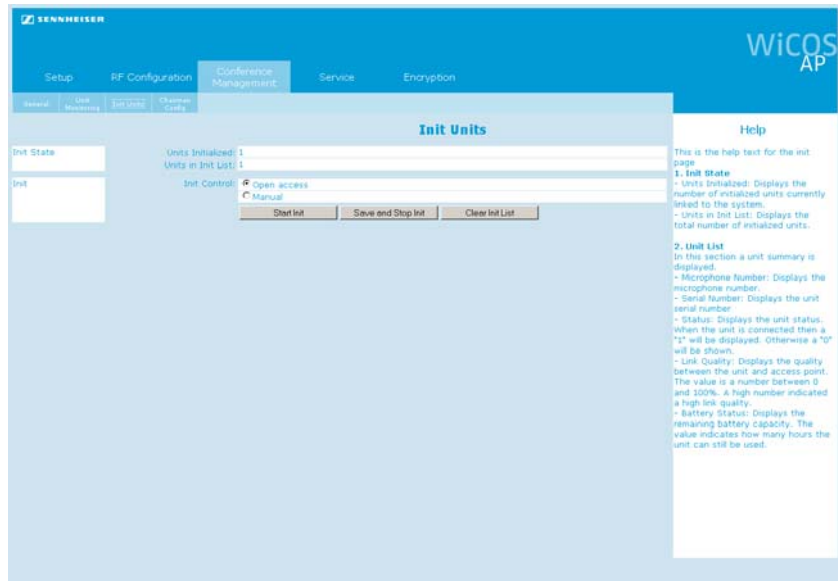 SENNHEISER
WiCOS
AP
Setup
RF Configuration
Conference
Management
Service
Encryption
General
Unit
Monitoring
Init Units
Chairman
Config
Init Units
Init State
Units Initialized: 1
Units in Init List: 1
Init
Init Control:
Open access
Manual
Start Init
Save and Stop Init
Clear Init List
Help
This is the help text for the init
page
1. Init State
- Units Initialized: Displays the
number of initialized units currently
linked to the system.
- Units in Init List: Displays the
total number of initialized units.
2. Unit List
In this section a unit summary is
displayed.
- Microphone Number: Displays the
microphone number.
- Serial Number: Displays the unit
serial number
- Status: Displays the unit status.
When the unit is connected then a
"1" will be displayed. Otherwise a "0"
will be shown.
- Link Quality: Displays the quality
between the unit and access point.
The value is a number between 0
and 100%. A high number indicated
a high link quality.
- Battery Status: Displays the
remaining battery capacity. The
value indicates how many hours the
unit can still be used.